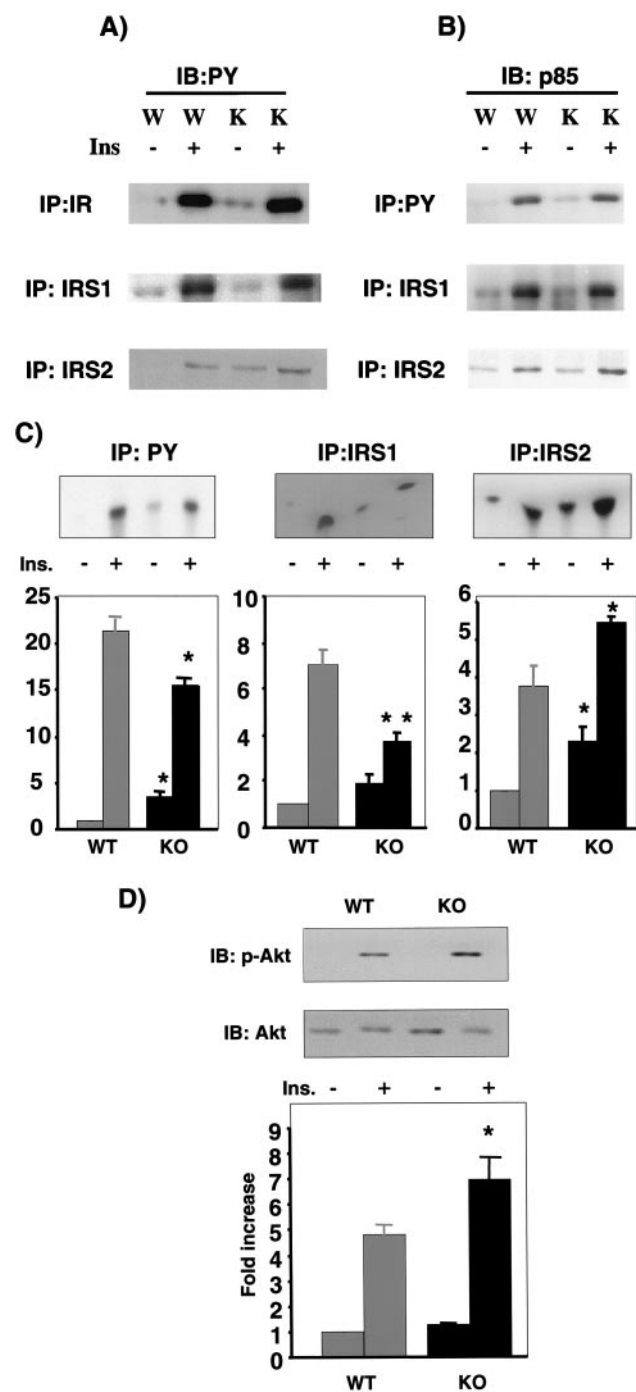 A)
IB:PY
W W K K
Ins - + - +
IP:IR
IP: IRS1
IP: IRS2
B)
IB: p85
W W K K
- + - +
IP:PY
IP: IRS1
IP: IRS2
C)
IP: PY
IP:IRS1
IP:IRS2
Ins. - + - +
- + - +
- + - +
25
20
15
10
5
0
*
*
WT KO
10
8
6
4
2
0
* *
WT KO
6
5
4
3
2
1
0
*
*
WT KO
D)
WT KO
IB: p-Akt
IB: Akt
Ins. - + - +
Fold increase
9
8
7
6
5
4
3
2
1
0
*
WT KO